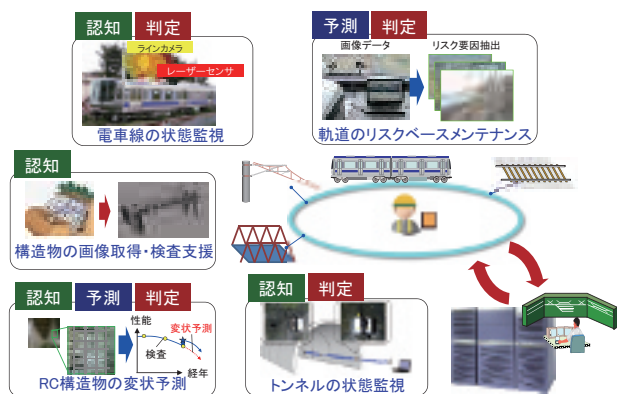 認知 判定
ラインカメラ
レーザーセンサ
電車線の状態監視
予測 判定
画像データ リスク要因抽出
軌道のリスクベースメンテナンス
認知
構造物の画像取得・検査支援
認知 予測 判定
性能
変状予測
検査
経年
RC構造物の変状予測
認知 判定
トンネルの状態監視